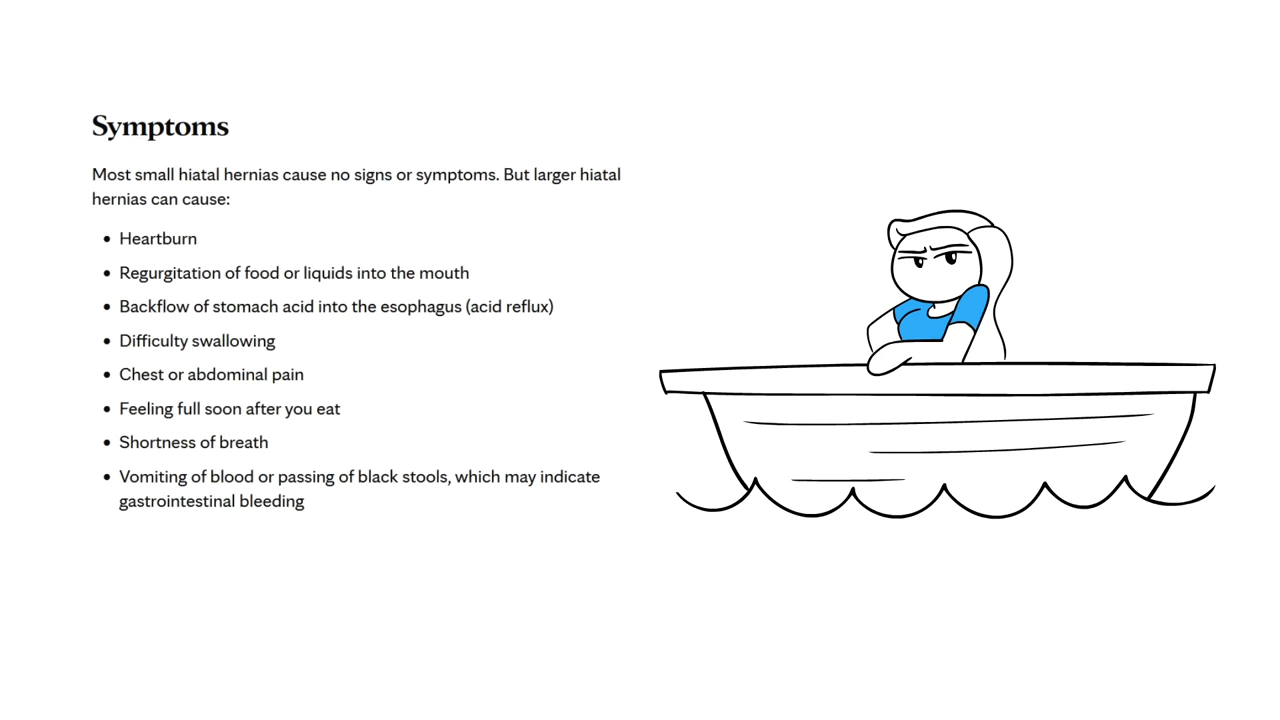 Symptoms
Most small hiatal hernias cause no signs or symptoms. But larger hiatal
hernias can cause:
• Heartburn
• Regurgitation of food or liquids into the mouth
• Backflow of stomach acid into the esophagus (acid reflux)
• Difficulty swallowing
• Chest or abdominal pain
• Feeling full soon after you eat
• Shortness of breath
• Vomiting of blood or passing of black stools, which may indicate
gastrointestinal bleeding